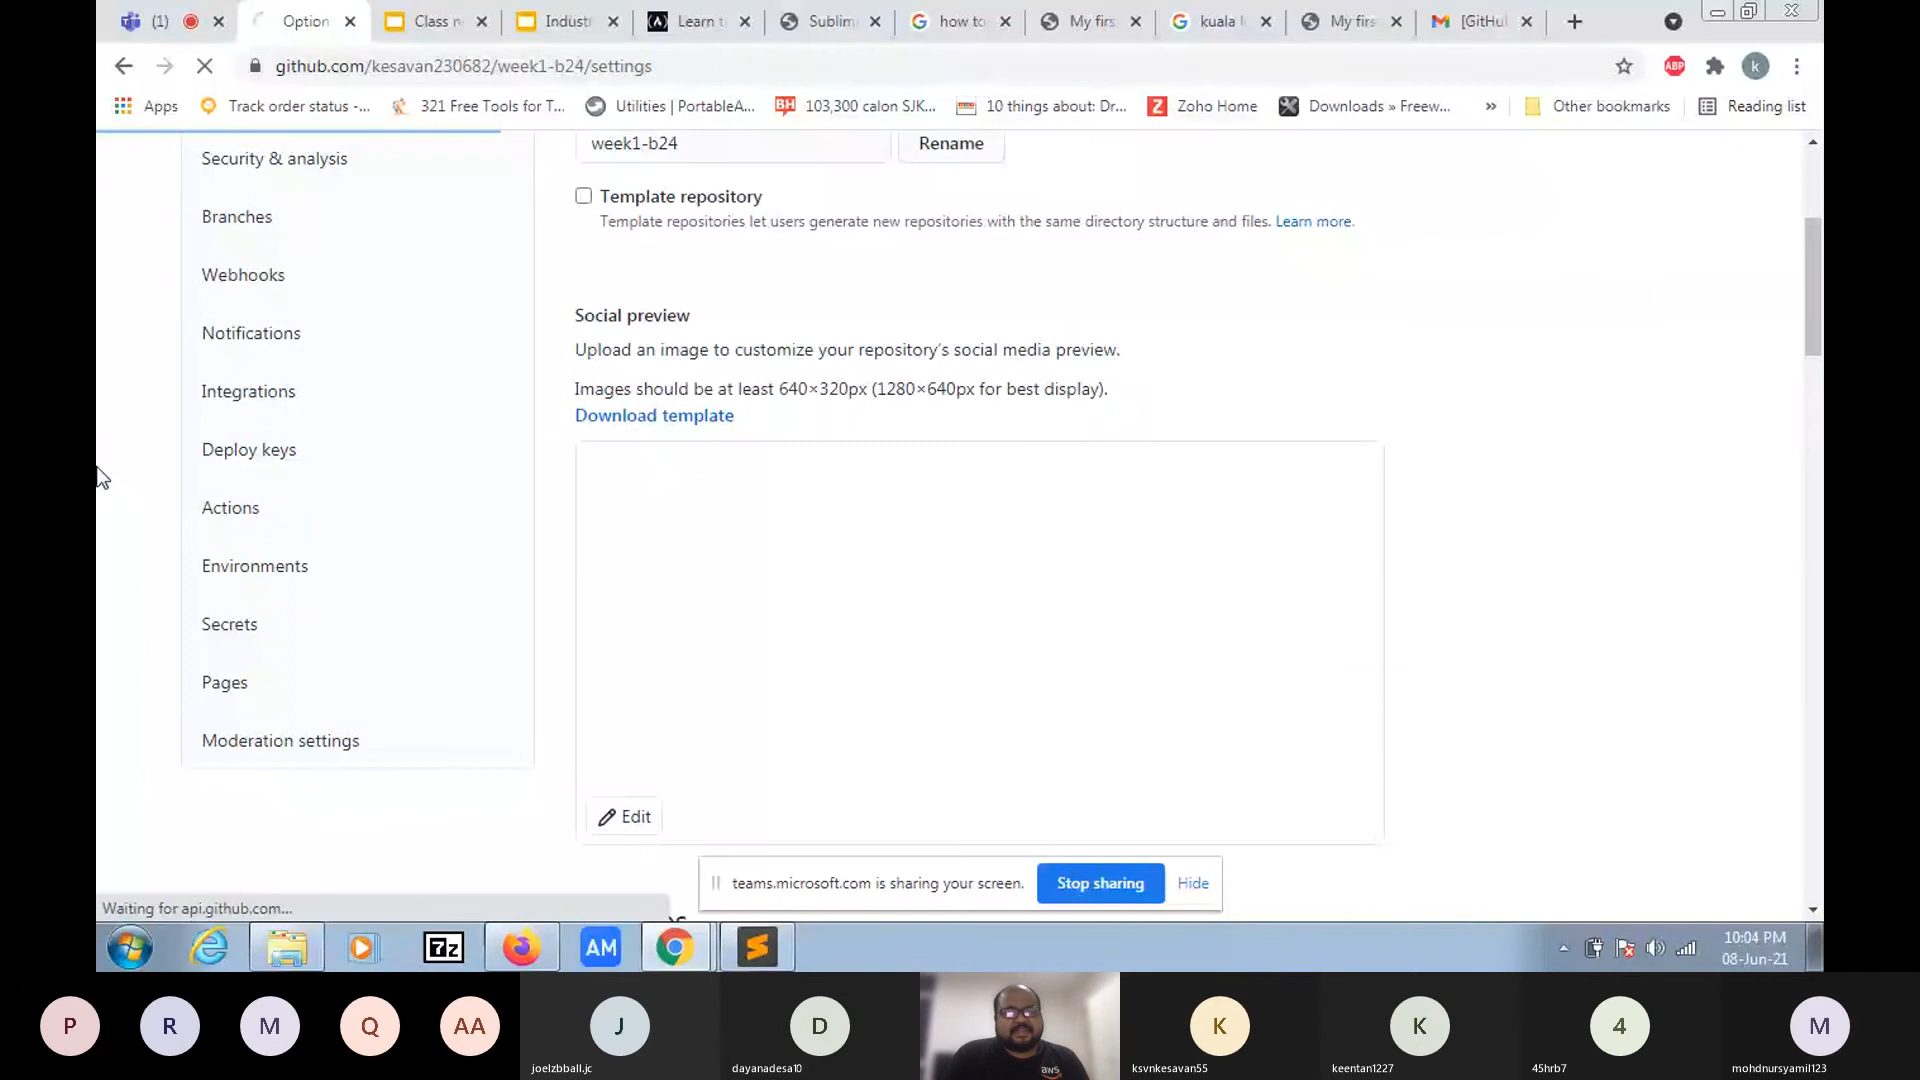 (1)
Option
Class n
Industr
Learn t
Sublim
how to
My firs
kuala l
My firs
[GitHu
github.com/kesavan230682/week1-b24/settings
ABP
k
Apps
Track order status -...
321 Free Tools for T...
Utilities | PortableA...
BH
103,300 calon SJK...
10 things about: Dr...
Z
Zoho Home
Downloads » Freew...
»
Other bookmarks
Reading list
Security & analysis
Branches
Webhooks
Notifications
Integrations
Deploy keys
Actions
Environments
Secrets
Pages
Moderation settings
week1-b24
Rename
Template repository
Template repositories let users generate new repositories with the same directory structure and files. Learn more.
Social preview
Upload an image to customize your repository's social media preview.
Images should be at least 640×320px (1280×640px for best display).
Download template
Edit
teams.microsoft.com is sharing your screen.
Stop sharing
Hide
Waiting for api.github.com...
7z
AM
10:04 PM
08-Jun-21
P
R
M
Q
AA
J
joelzbball.jc
D
dayanadesa10
aws
K
ksvnkesavan55
K
keentan1227
4
45hrb7
M
mohdnursyamil123